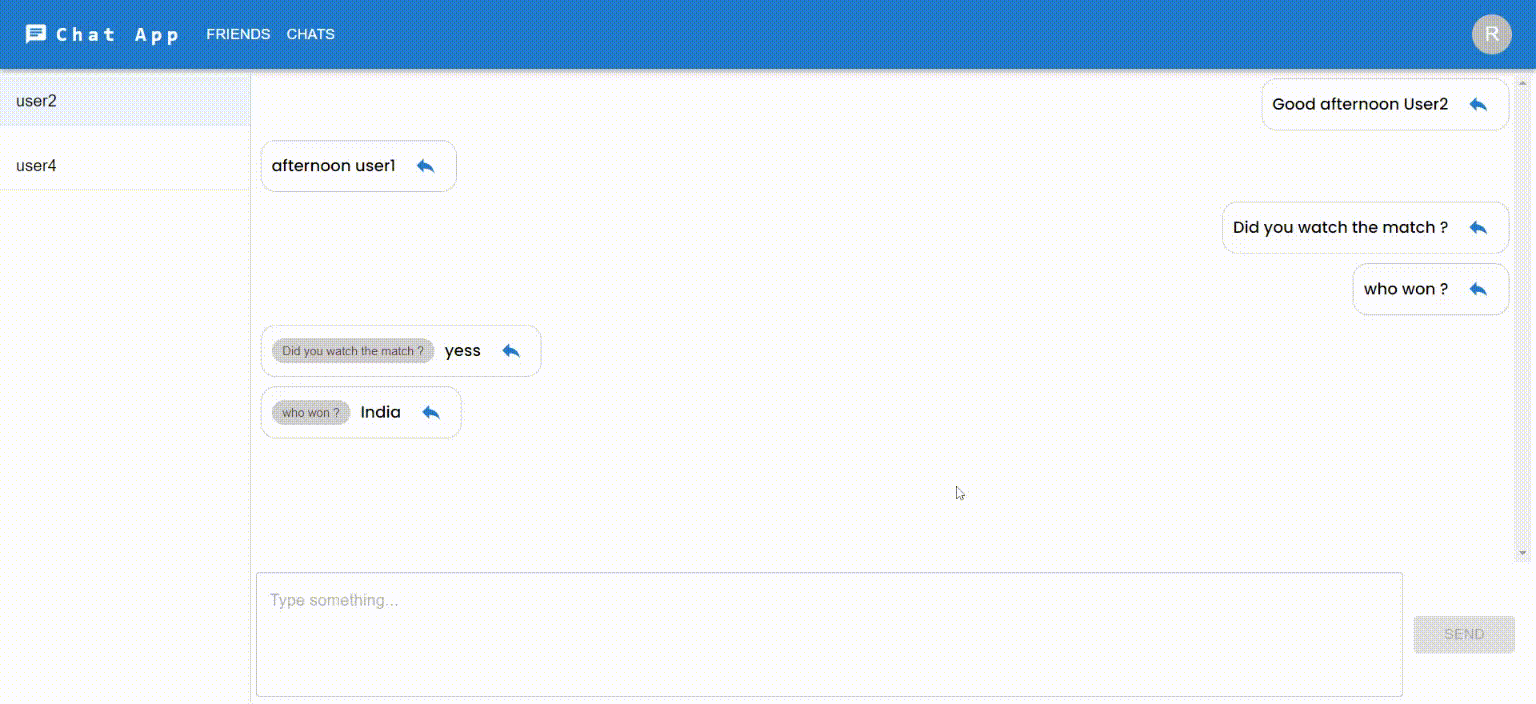 Chat App FRIENDS CHATS R
user2
user4
Good afternoon User2
afternoon user1
Did you watch the match ?
who won ?
Did you watch the match ? yess
who won ? India
Type something...
SEND